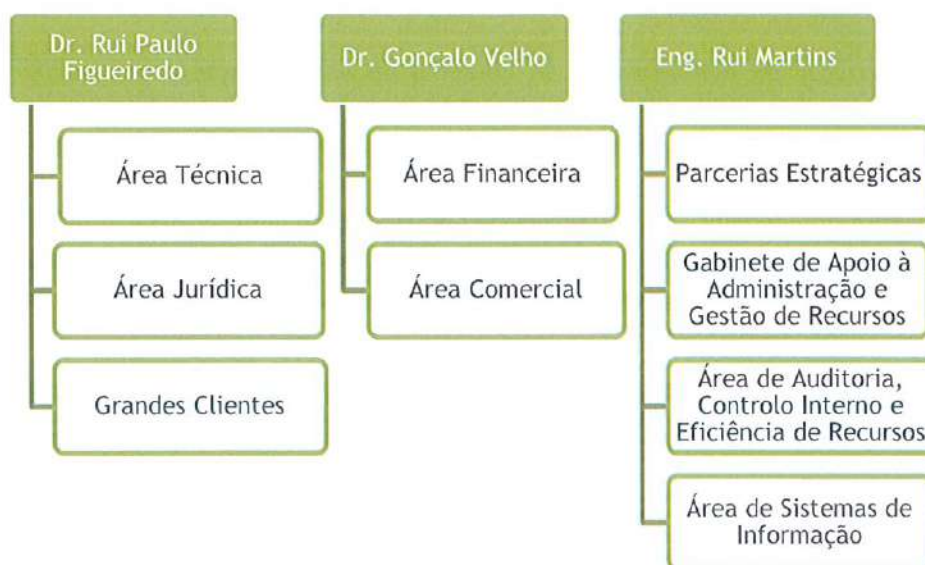 Dr. Rui Paulo
Figueiredo
Área Técnica
Área Jurídica
Grandes Clientes
Dr. Gonçalo Velho
Área Financeira
Área Comercial
Eng. Rui Martins
Parcerias Estratégicas
Gabinete de Apoio à
Administração e
Gestão de Recursos
Área de Auditoria,
Controlo Interno e
Eficiência de Recursos
Área de Sistemas de
Informação